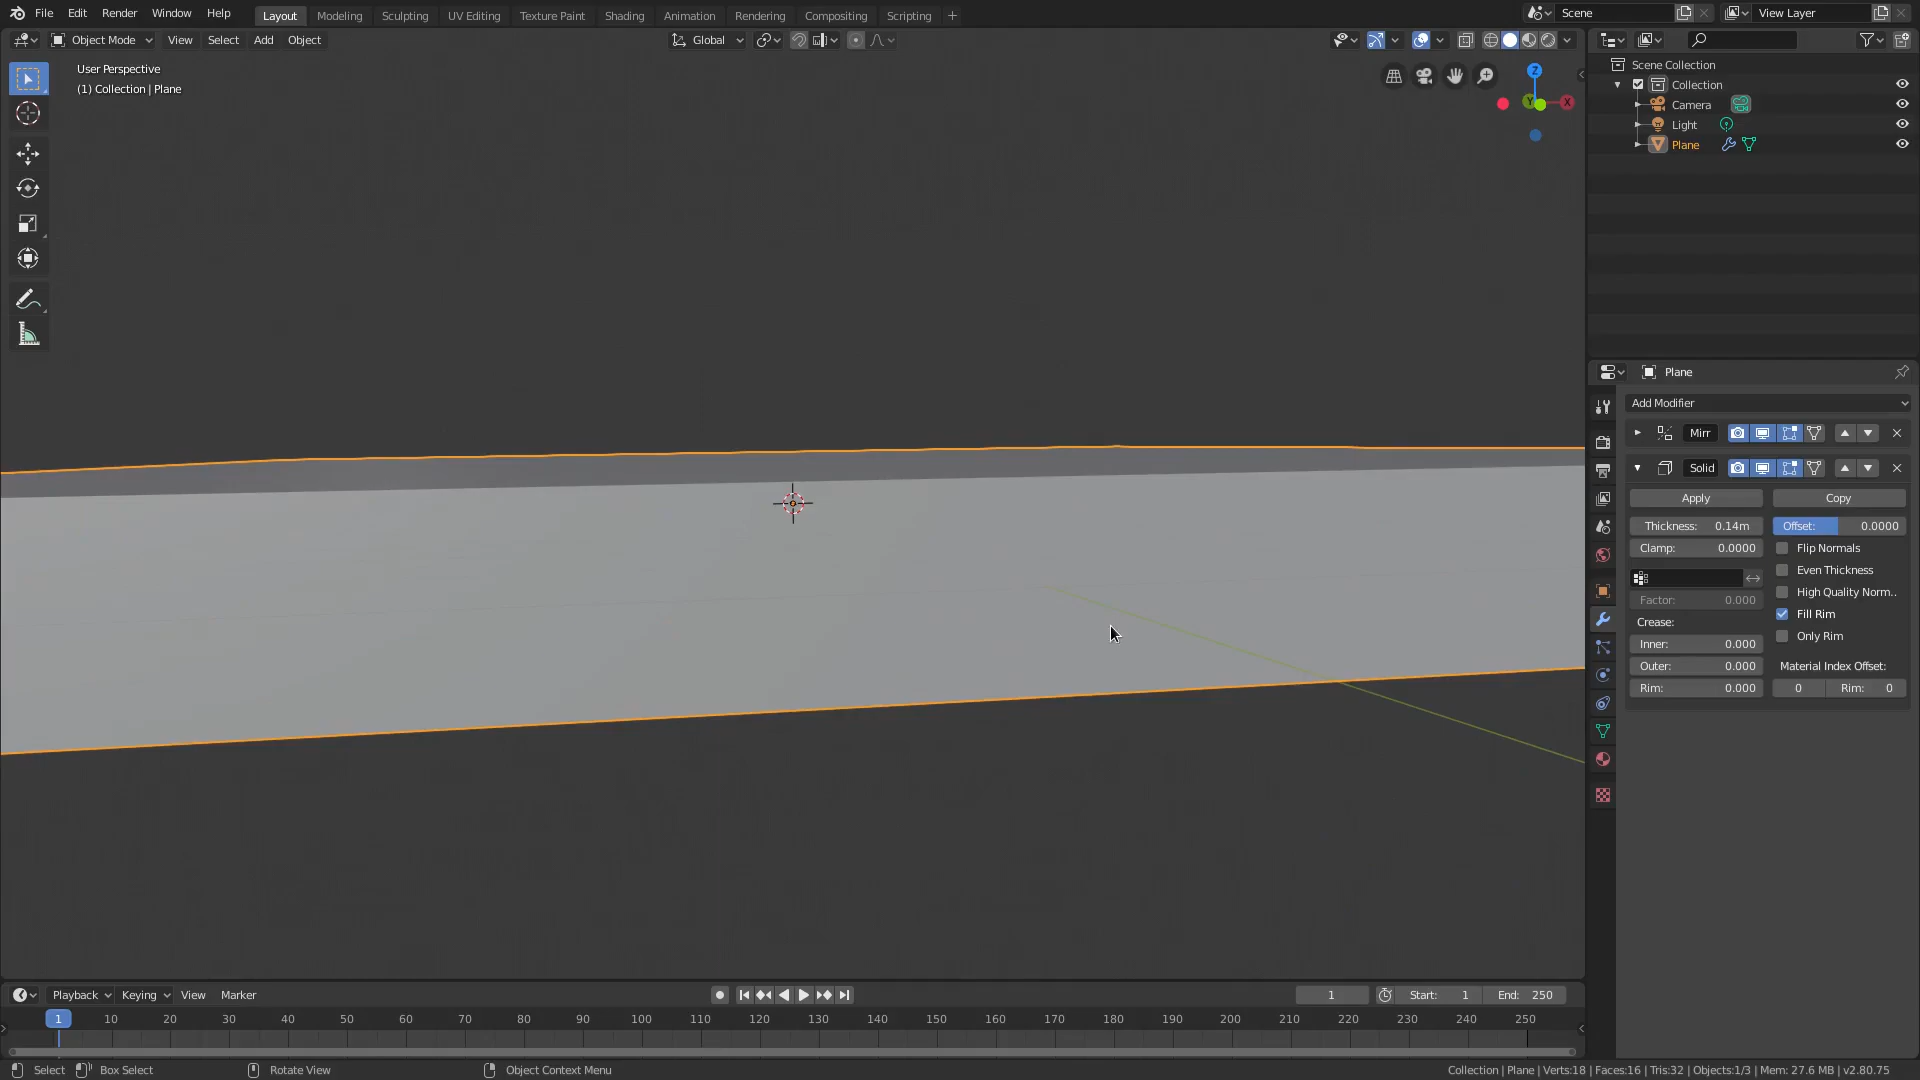 File Edit Render Window Help
Layout Modeling Sculpting UV Editing Texture Paint Shading Animation Rendering Compositing Scripting +
Scene View Layer
Object Mode View Select Add Object
Global
User Perspective
(1) Collection | Plane
Z
Y X
Scene Collection
Collection
Camera
Light
Plane
Plane
Add Modifier
Mirr
Solid
Apply Copy
Thickness: 0.14m Offset: 0.0000
Clamp: 0.0000 Flip Normals
Even Thickness
High Quality Norm..
Factor: 0.000
Fill Rim
Crease:
Only Rim
Inner: 0.000
Outer: 0.000 Material Index Offset:
Rim: 0.000 0 Rim: 0
Playback Keying View Marker
1 Start: 1 End: 250
1 10 20 30 40 50 60 70 80 90 100 110 120 130 140 150 160 170 180 190 200 210 220 230 240 250
Select Box Select Rotate View Object Context Menu
Collection | Plane | Verts:18 | Faces:16 | Tris:32 | Objects:1/3 | Mem: 27.6 MB | v2.80.75